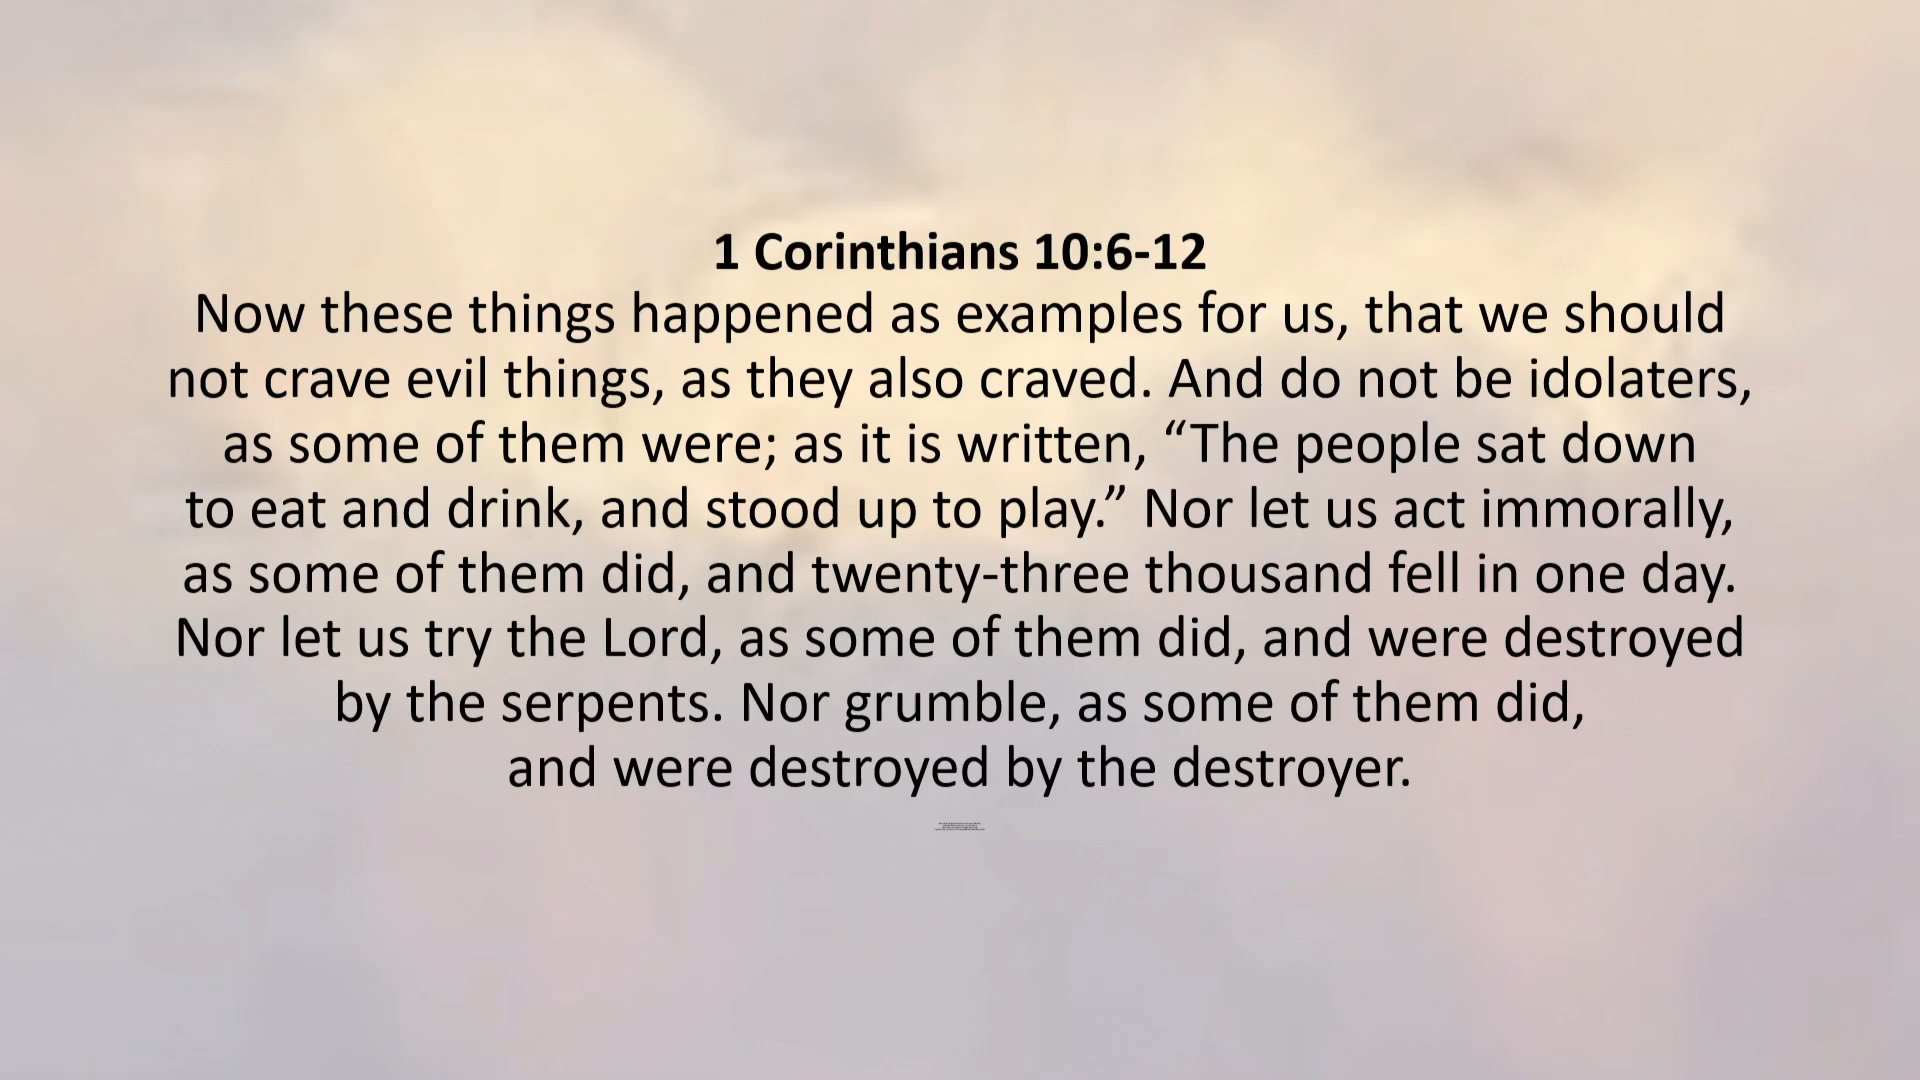 1 Corinthians 10:6-12
Now these things happened as examples for us, that we should
not crave evil things, as they also craved. And do not be idolaters,
as some of them were; as it is written, “The people sat down
to eat and drink, and stood up to play.” Nor let us act immorally,
as some of them did, and twenty-three thousand fell in one day.
Nor let us try the Lord, as some of them did, and were destroyed
by the serpents. Nor grumble, as some of them did,
and were destroyed by the destroyer.